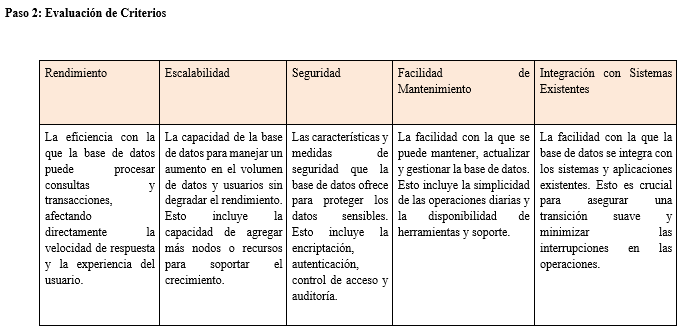 Paso 2: Evaluación de Criterios
Rendimiento
Escalabilidad
Seguridad
Facilidad de
Mantenimiento
Integración con Sistemas
Existentes
La eficiencia con la
que la base de datos
puede procesar
consultas y
transacciones,
afectando
directamente la
velocidad de respuesta
y la experiencia del
usuario.
La capacidad de la base
de datos para manejar un
aumento en el volumen
de datos y usuarios sin
degradar el rendimiento.
Esto incluye la
capacidad de agregar
más nodos o recursos
para soportar el
crecimiento.
Las características y
medidas de
seguridad que la
base de datos ofrece
para proteger los
datos sensibles.
Esto incluye la
encriptación,
autenticación,
control de acceso y
auditoría.
La facilidad con la que se
puede mantener, actualizar
y gestionar la base de datos.
Esto incluye la simplicidad
de las operaciones diarias y
la disponibilidad de
herramientas y soporte.
La facilidad con la que la
base de datos se integra con
los sistemas y aplicaciones
existentes. Esto es crucial
para asegurar una
transición suave y
minimizar las
interrupciones en las
operaciones.